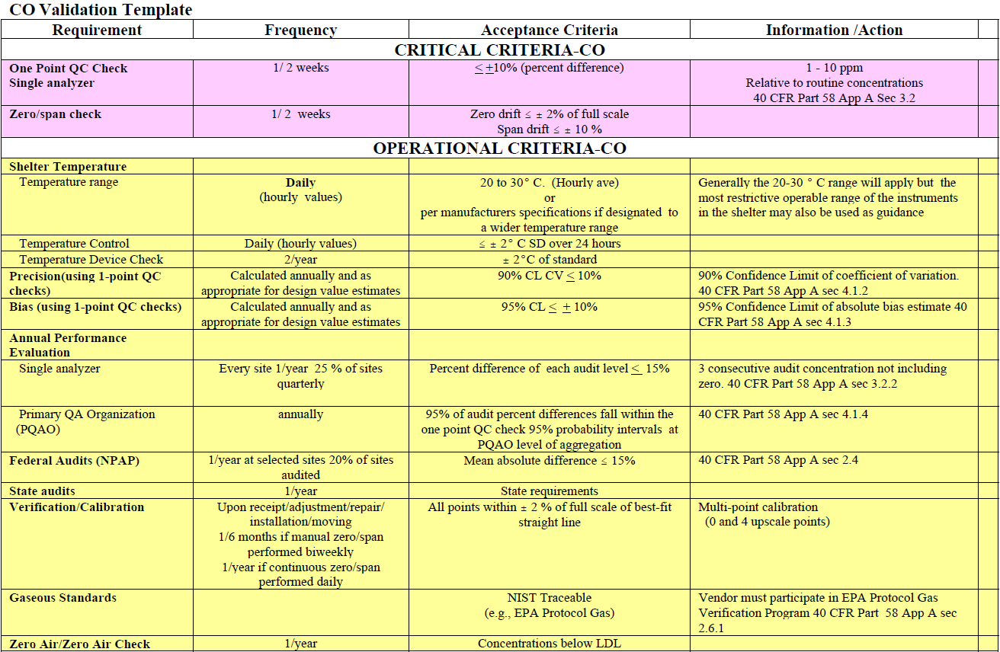 CO Validation Template
Requirement Frequency Acceptance Criteria Information /Action
CRITICAL CRITERIA-CO
One Point QC Check
Single analyzer
1/ 2 weeks
≤ ±10% (percent difference)
1 - 10 ppm
Relative to routine concentrations
40 CFR Part 58 App A Sec 3.2
Zero/span check
1/ 2 weeks
Zero drift ≤ ± 2% of full scale
Span drift ≤ ± 10 %
OPERATIONAL CRITERIA-CO
Shelter Temperature
Temperature range
Daily
(hourly values)
20 to 30° C. (Hourly ave)
or
per manufacturers specifications if designated to
a wider temperature range
Generally the 20-30 ° C range will apply but the
most restrictive operable range of the instruments
in the shelter may also be used as guidance
Temperature Control
Daily (hourly values)
≤ ± 2° C SD over 24 hours
Temperature Device Check
2/year
± 2°C of standard
Precision(using 1-point QC
checks)
Calculated annually and as
appropriate for design value estimates
90% CL CV ≤ 10%
90% Confidence Limit of coefficient of variation.
40 CFR Part 58 App A sec 4.1.2
Bias (using 1-point QC checks)
Calculated annually and as
appropriate for design value estimates
95% CL ≤ ± 10%
95% Confidence Limit of absolute bias estimate 40
CFR Part 58 App A sec 4.1.3
Annual Performance
Evaluation
Single analyzer
Every site 1/year 25 % of sites
quarterly
Percent difference of each audit level ≤ 15%
3 consecutive audit concentration not including
zero. 40 CFR Part 58 App A sec 3.2.2
Primary QA Organization
(PQAO)
annually
95% of audit percent differences fall within the
one point QC check 95% probability intervals at
PQAO level of aggregation
40 CFR Part 58 App A sec 4.1.4
Federal Audits (NPAP)
1/year at selected sites 20% of sites
audited
Mean absolute difference ≤ 15%
40 CFR Part 58 App A sec 2.4
State audits
1/year
State requirements
Verification/Calibration
Upon receipt/adjustment/repair/
installation/moving
1/6 months if manual zero/span
performed biweekly
1/year if continuous zero/span
performed daily
All points within ± 2 % of full scale of best-fit
straight line
Multi-point calibration
(0 and 4 upscale points)
Gaseous Standards
NIST Traceable
(e.g., EPA Protocol Gas)
Vendor must participate in EPA Protocol Gas
Verification Program 40 CFR Part 58 App A sec
2.6.1
Zero Air/Zero Air Check
1/year
Concentrations below LDL